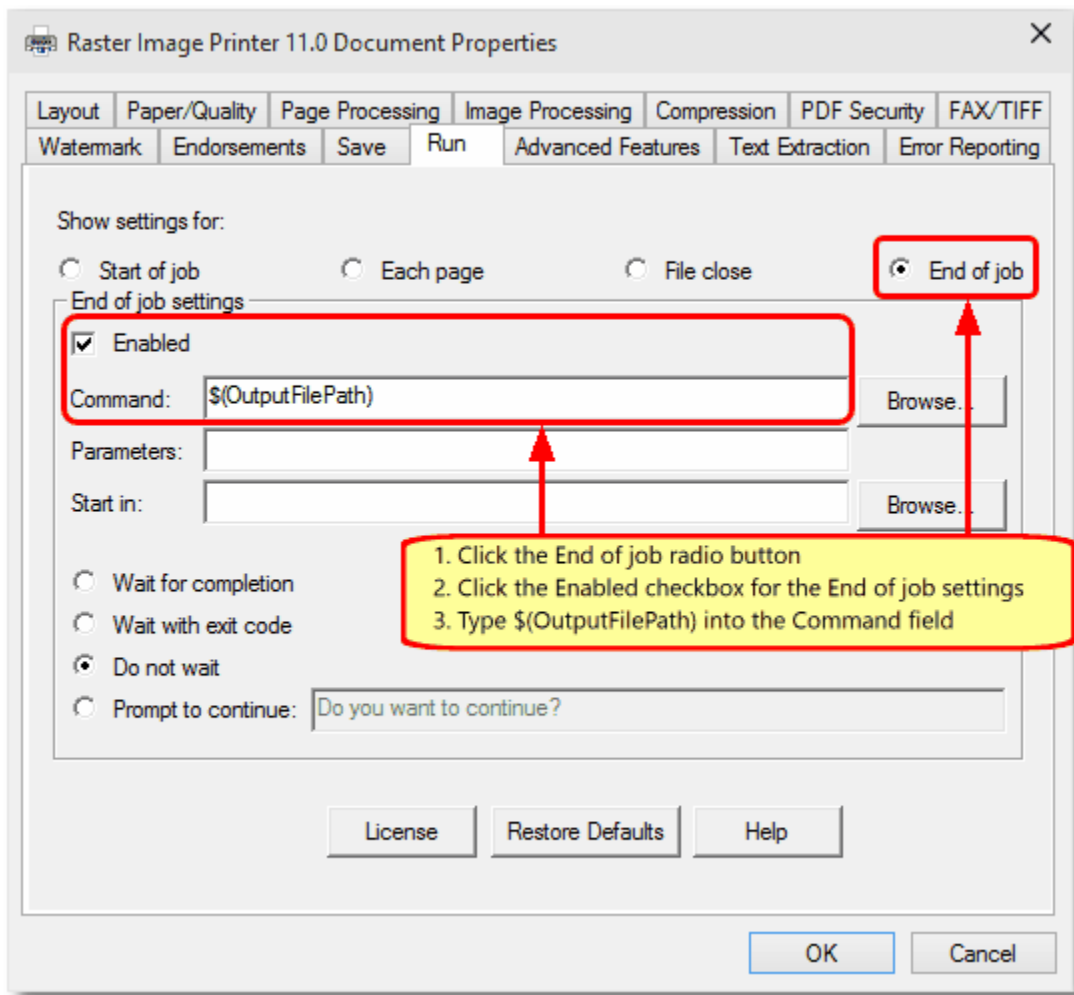 Raster Image Printer 11.0 Document Properties
Layout Paper/Quality Page Processing Image Processing Compression PDF Security FAX/TIFF
Watermark Endorsements Save Run Advanced Features Text Extraction Error Reporting
Show settings for:
Start of job Each page File close End of job
End of job settings
Enabled
Command: $(OutputFilePath) Browse...
Parameters:
Start in: Browse...
1. Click the End of job radio button
2. Click the Enabled checkbox for the End of job settings
3. Type $(OutputFilePath) into the Command field
Wait for completion
Wait with exit code
Do not wait
Prompt to continue: Do you want to continue?
License Restore Defaults Help
OK Cancel